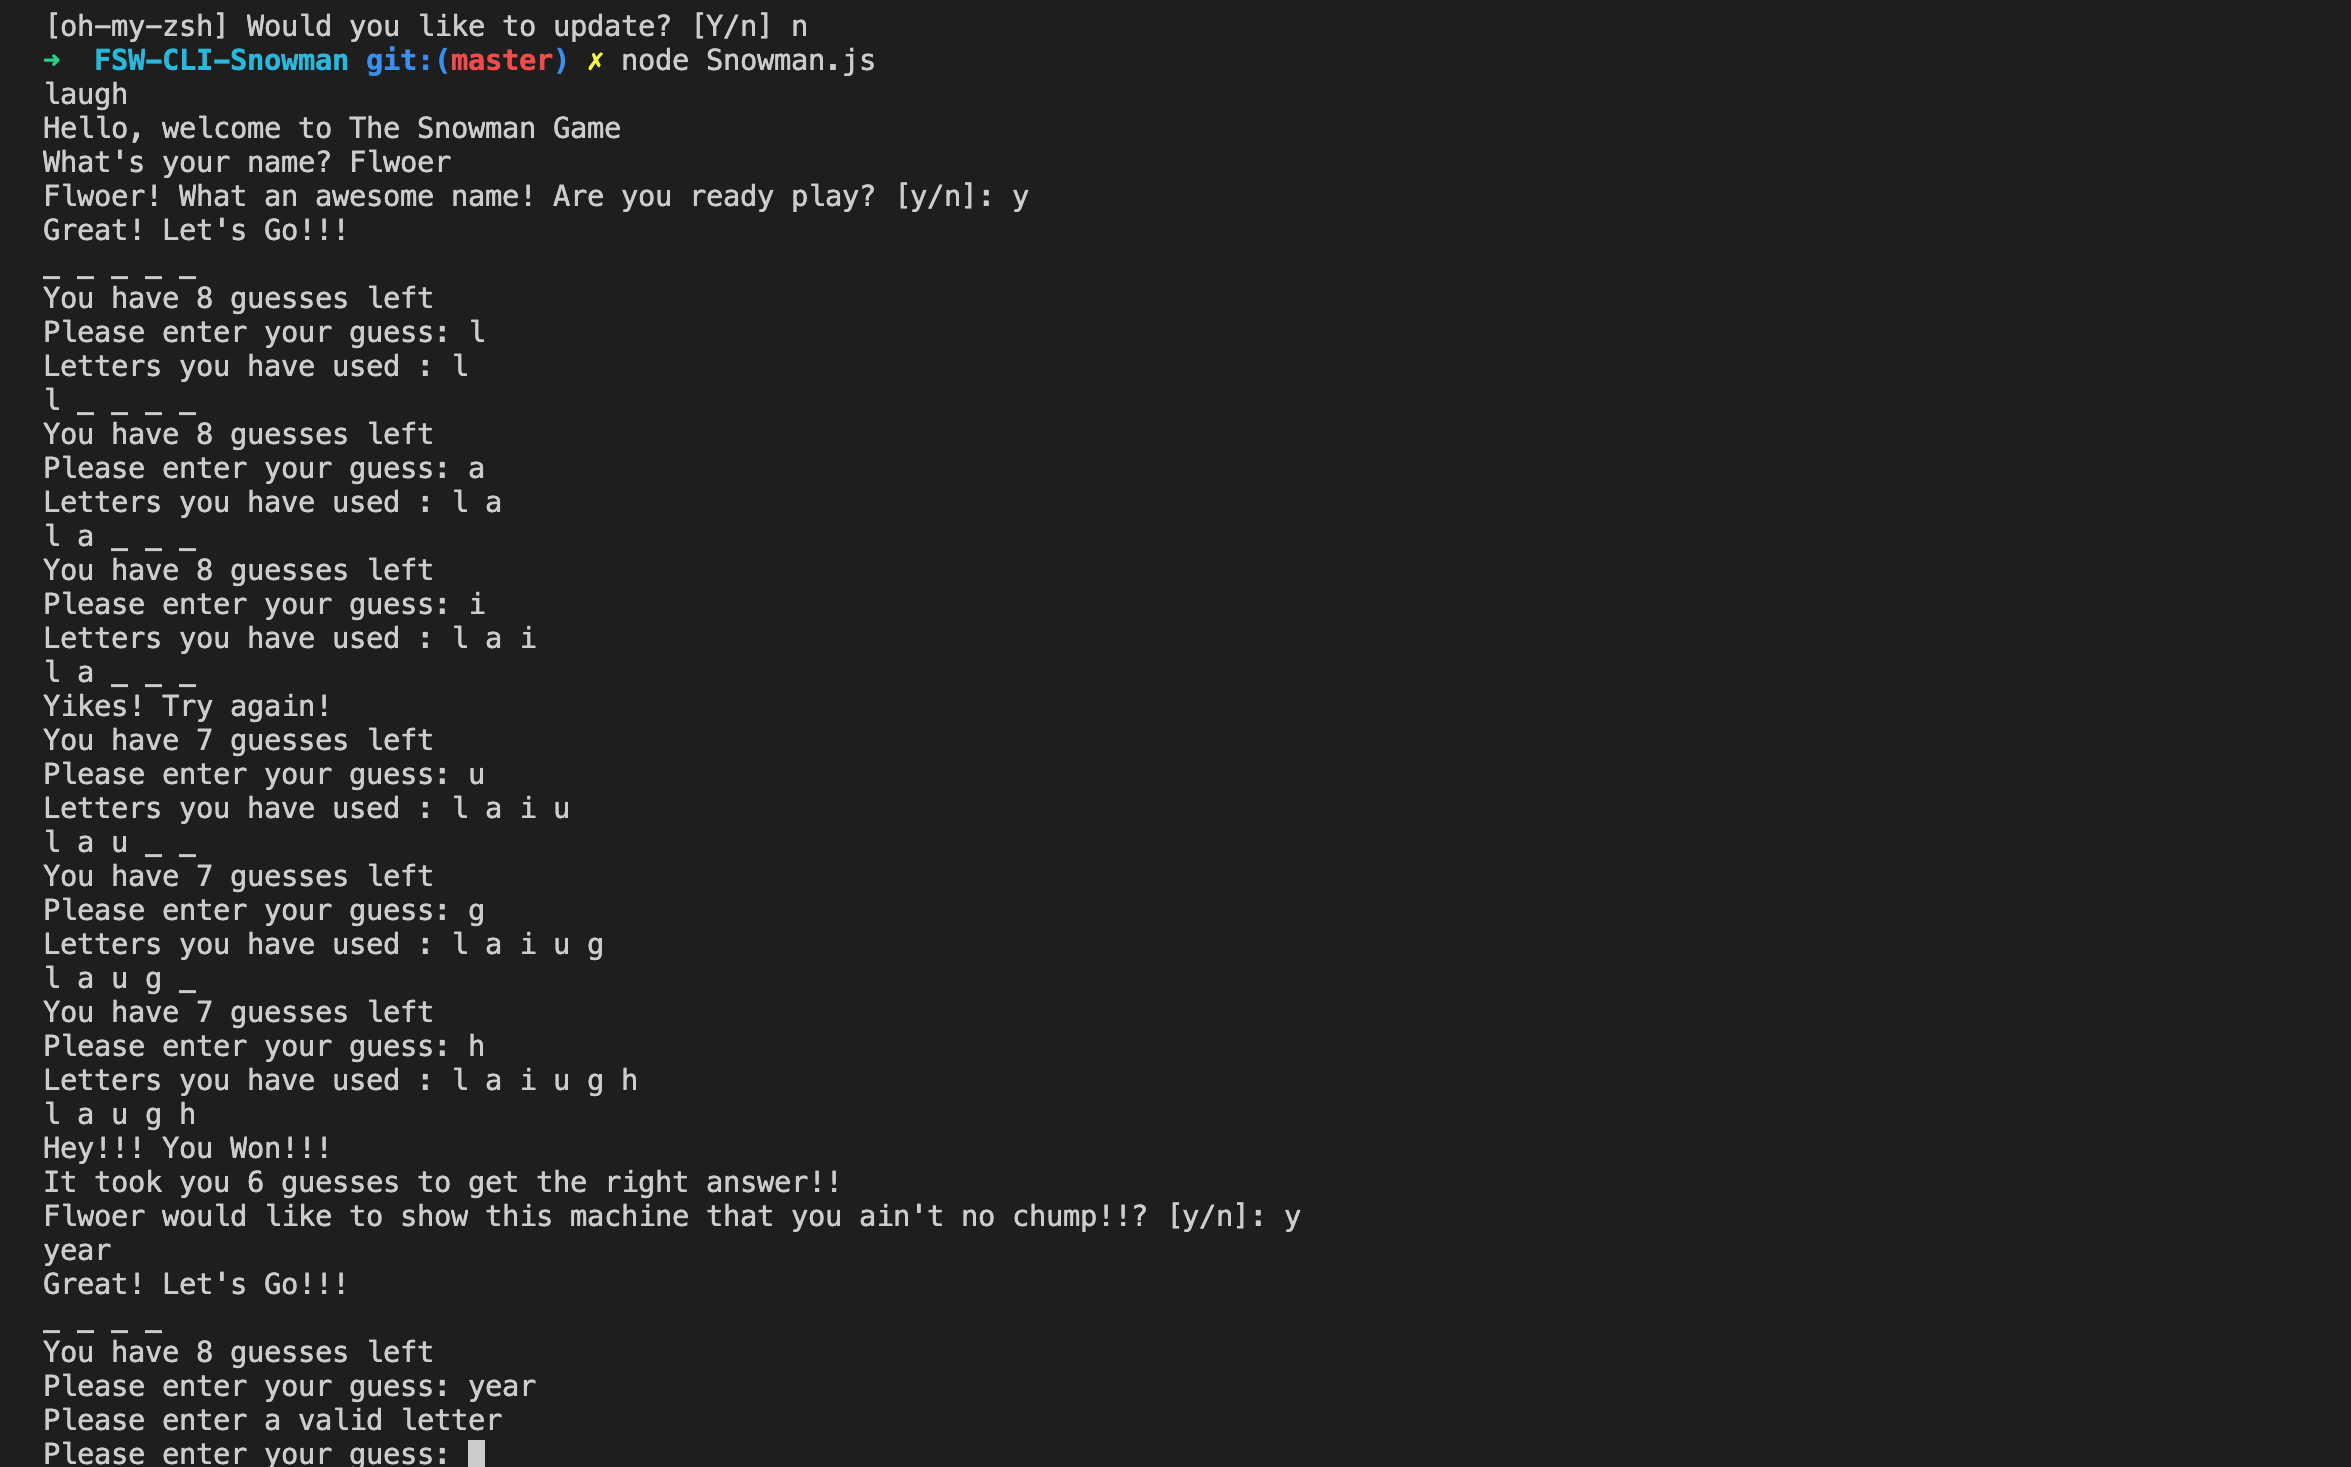 [oh-my-zsh] Would you like to update? [Y/n] n
➜  FSW-CLI-Snowman git:(master) ✗ node Snowman.js
laugh
Hello, welcome to The Snowman Game
What's your name? Flwoer
Flwoer! What an awesome name! Are you ready play? [y/n]: y
Great! Let's Go!!!
_ _ _ _ _
You have 8 guesses left
Please enter your guess: l
Letters you have used : l
l _ _ _ _
You have 8 guesses left
Please enter your guess: a
Letters you have used : l a
l a _ _ _
You have 8 guesses left
Please enter your guess: i
Letters you have used : l a i
l a _ _ _
Yikes! Try again!
You have 7 guesses left
Please enter your guess: u
Letters you have used : l a i u
l a u _ _
You have 7 guesses left
Please enter your guess: g
Letters you have used : l a i u g
l a u g _
You have 7 guesses left
Please enter your guess: h
Letters you have used : l a i u g h
l a u g h
Hey!!! You Won!!!
It took you 6 guesses to get the right answer!!
Flwoer would like to show this machine that you ain't no chump!!? [y/n]: y
year
Great! Let's Go!!!
_ _ _ _
You have 8 guesses left
Please enter your guess: year
Please enter a valid letter
Please enter your guess: